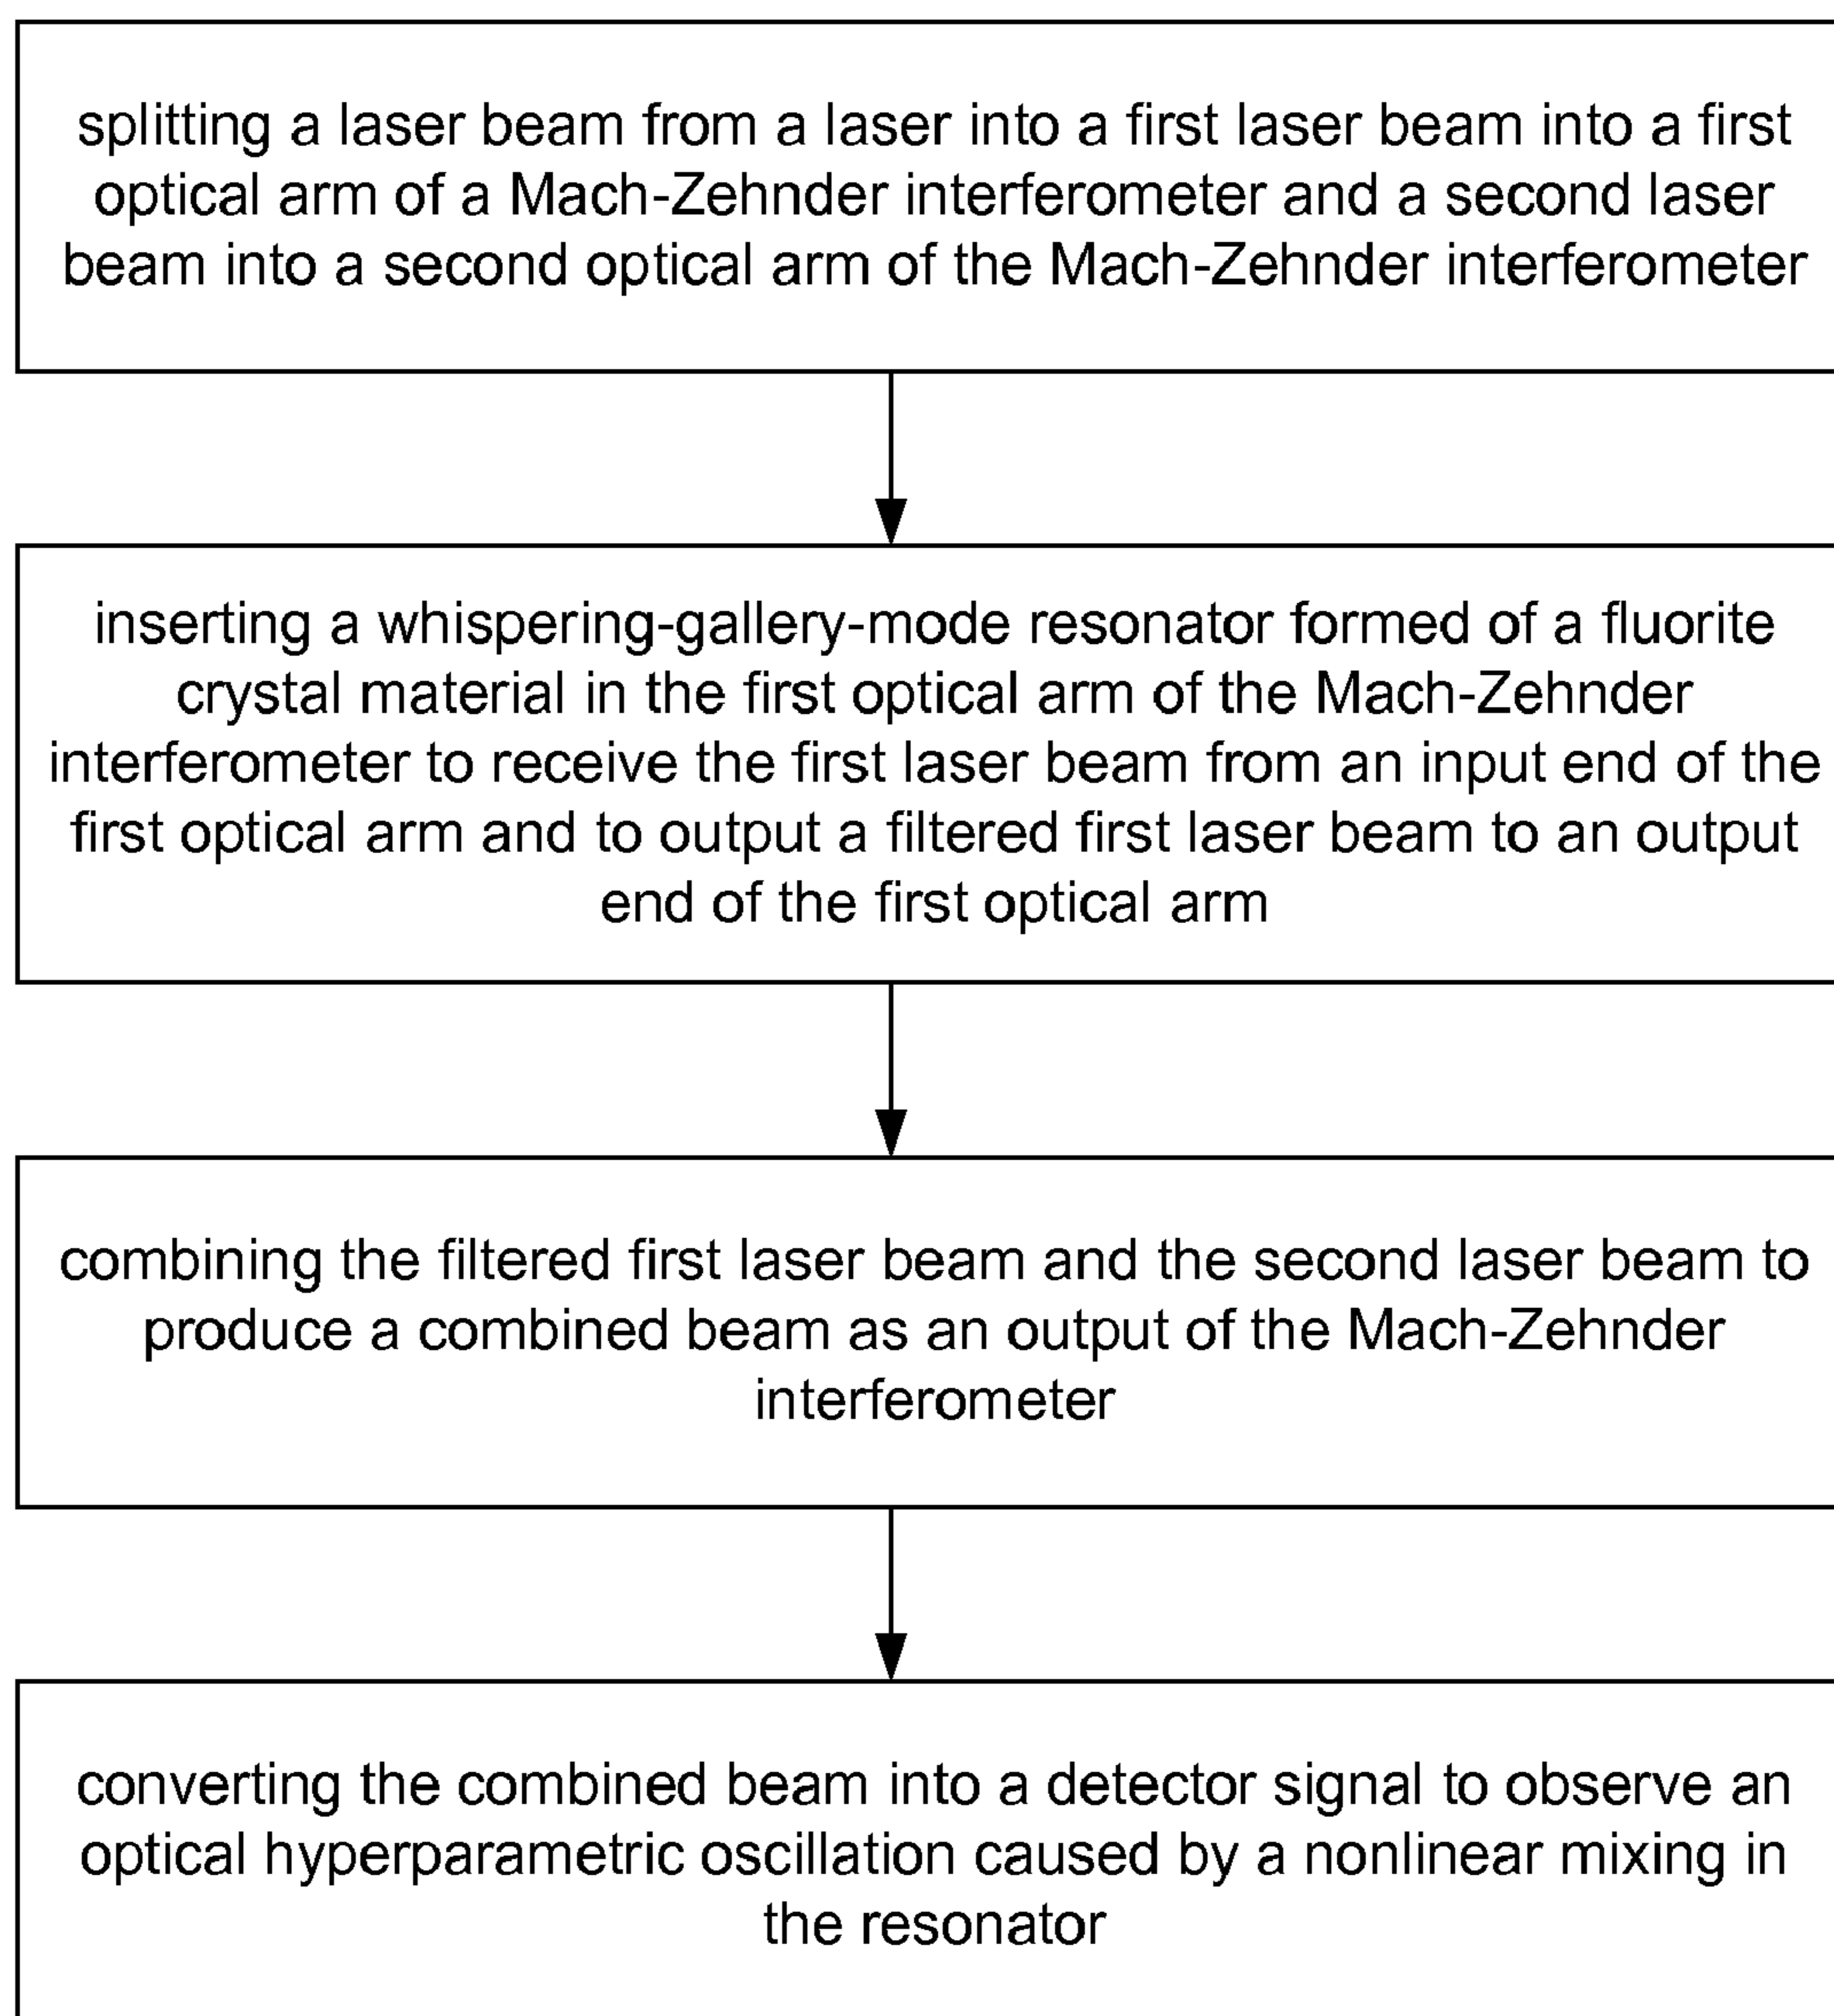 splitting a laser beam from a laser into a first laser beam into a first
optical arm of a Mach-Zehnder interferometer and a second laser
beam into a second optical arm of the Mach-Zehnder interferometer
inserting a whispering-gallery-mode resonator formed of a fluorite
crystal material in the first optical arm of the Mach-Zehnder
interferometer to receive the first laser beam from an input end of the
first optical arm and to output a filtered first laser beam to an output
end of the first optical arm
combining the filtered first laser beam and the second laser beam to
produce a combined beam as an output of the Mach-Zehnder
interferometer
converting the combined beam into a detector signal to observe an
optical hyperparametric oscillation caused by a nonlinear mixing in
the resonator